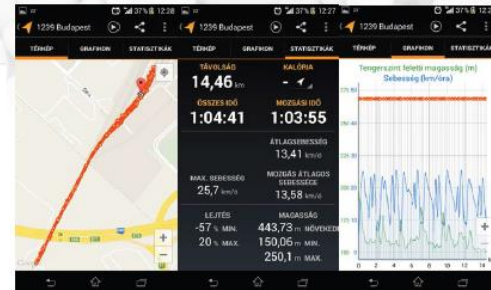 37% 12:28
1239 Budapest
TÉRKÉP GRAFIKON STATISZTIKÁK
37% 12:27
1239 Budapest
TÉRKÉP GRAFIKON STATISZTIKÁK
TÁVOLSÁG KALÓRIA
14,46 km -
ÖSSZES IDŐ MOZGÁSI IDŐ
1:04:41 1:03:55
ÁTLAGSEBESSÉG
13,41 km/ó
MAX. SEBESSÉG MOZGÁS ÁTLAGOS SEBESSÉGE
25,7 km/ó 13,58 km/ó
LEJTÉS MAGASSÁG
-57 % MIN. 443,73 m
20 % MAX. 150,06 m MIN.
250,1 m MAX.
37%
1239 Budapest
TÉRKÉP GRAFIKON STATISZTIKÁK
Tengerszint feletti magasság (m)
Sebesség (km/óra)
0 2 4 6 8 10 12 14